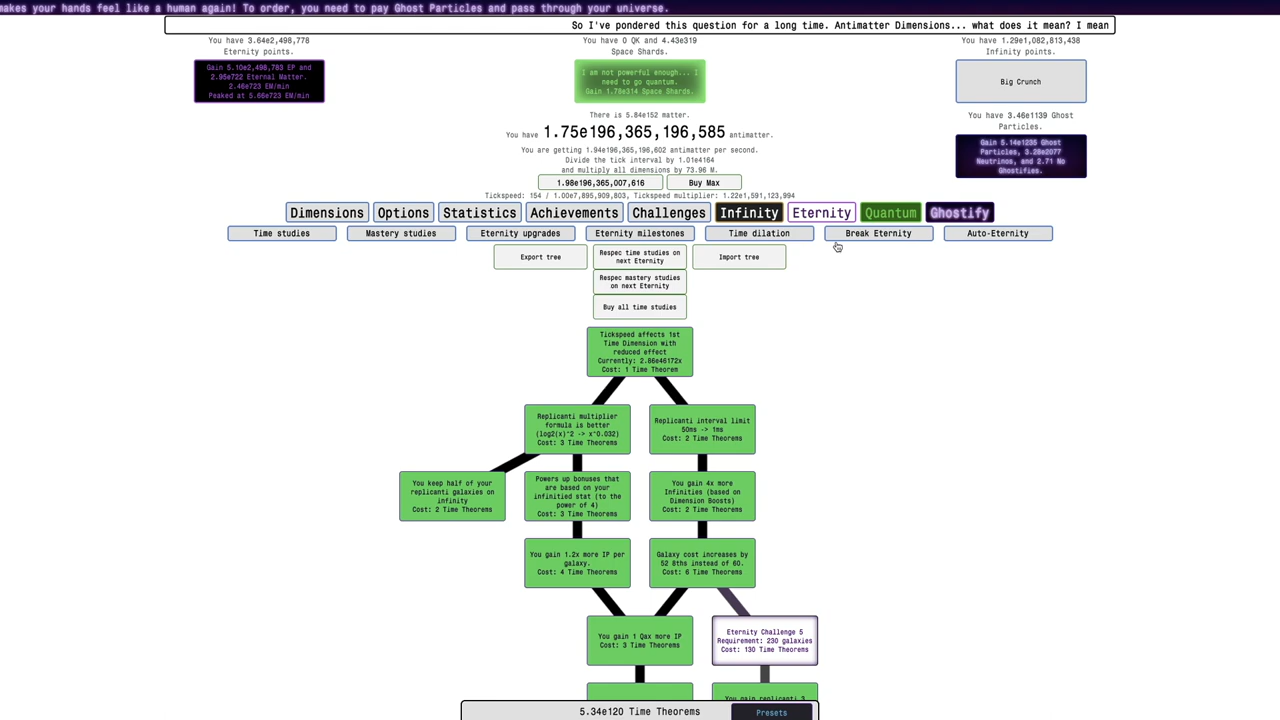 makes your hands feel like a human again! To order, you need to pay Ghost Particles and pass through your universe.
So I've pondered this question for a long time. Antimatter Dimensions... what does it mean? I mean
You have 3.64e2,498,778
Eternity points.
Gain 5.10e2,498,783 EP and
2.95e722 Eternal Matter.
2.46e723 EM/min
Peaked at 5.66e723 EM/min
You have 0 QK and 4.43e319
Space Shards.
I am not powerful enough... I
need to go quantum.
Gain 1.78e314 Space Shards.
You have 1.29e1,082,813,438
Infinity points.
Big Crunch
You have 3.46e1139 Ghost
Particles.
Gain 5.14e1235 Ghost
Particles, 3.28e2077
Neutrinos, and 2.71 No
Ghostifies.
There is 5.84e152 matter.
You have 1.75e196,365,196,585 antimatter.
You are getting 1.94e196,365,196,602 antimatter per second.
Divide the tick interval by 1.01e4164
and multiply all dimensions by 73.96 M.
1.98e196,365,007,616
Buy Max
Tickspeed: 154 / 1.00e7,895,909,803, Tickspeed multiplier: 1.22e1,591,123,994
Dimensions
Options
Statistics
Achievements
Challenges
Infinity
Eternity
Quantum
Ghostify
Time studies
Mastery studies
Eternity upgrades
Eternity milestones
Time dilation
Break Eternity
Auto-Eternity
Export tree
Respec time studies on
next Eternity
Import tree
Respec mastery studies
on next Eternity
Buy all time studies
Tickspeed affects 1st
Time Dimension with
reduced effect
Currently: 2.86e46172x
Cost: 1 Time Theorem
Replicanti multiplier
formula is better
(log2(x)^2 -> x^0.032)
Cost: 3 Time Theorems
Replicanti interval limit
50ms -> 1ms
Cost: 2 Time Theorems
You keep half of your
replicanti galaxies on
infinity
Cost: 2 Time Theorems
Powers up bonuses that
are based on your
infinitied stat (to the
power of 4)
Cost: 3 Time Theorems
You gain 4x more
Infinities (based on
Dimension Boosts)
Cost: 2 Time Theorems
You gain 1.2x more IP per
galaxy.
Cost: 4 Time Theorems
Galaxy cost increases by
52 8ths instead of 60.
Cost: 6 Time Theorems
You gain 1 Qax more IP
Cost: 3 Time Theorems
Eternity Challenge 5
Requirement: 230 galaxies
Cost: 130 Time Theorems
You gain replicanti 3
5.34e120 Time Theorems
Presets